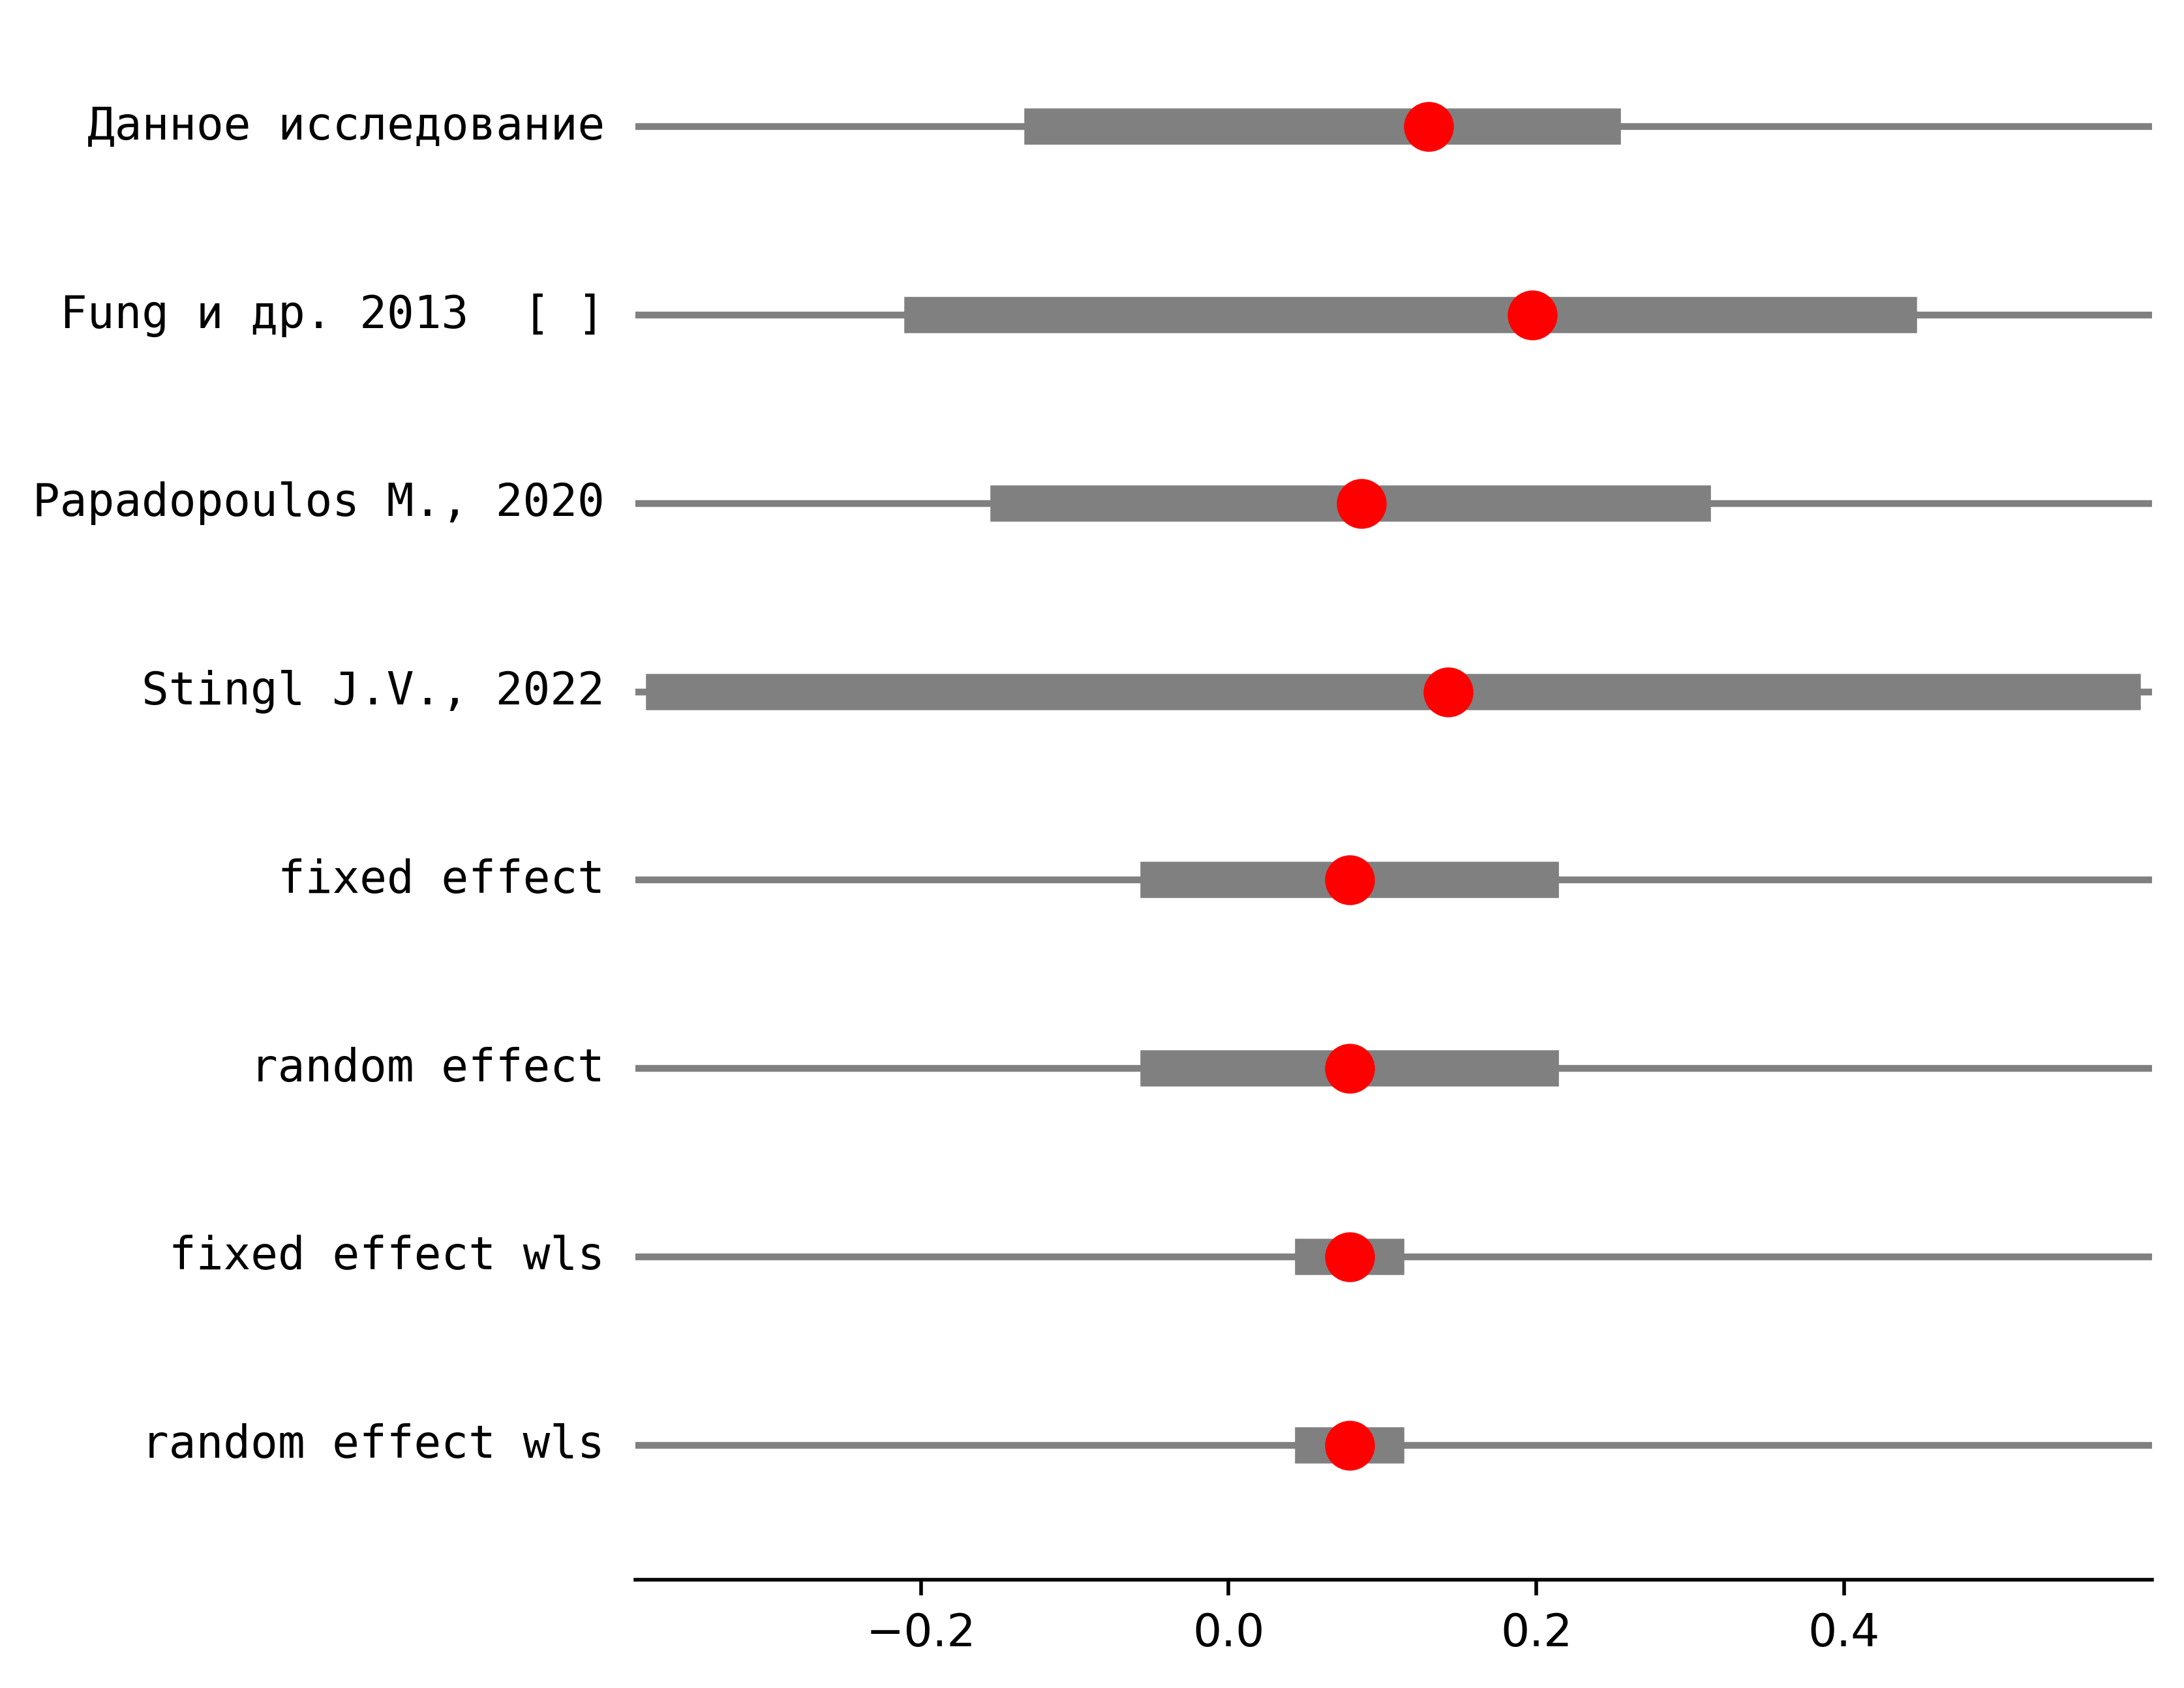 Данное исследование
Fung и др. 2013  [ ]
Papadopoulos M., 2020
Stingl J.V., 2022
fixed effect
random effect
fixed effect wls
random effect wls
−0.2 0.0 0.2 0.4